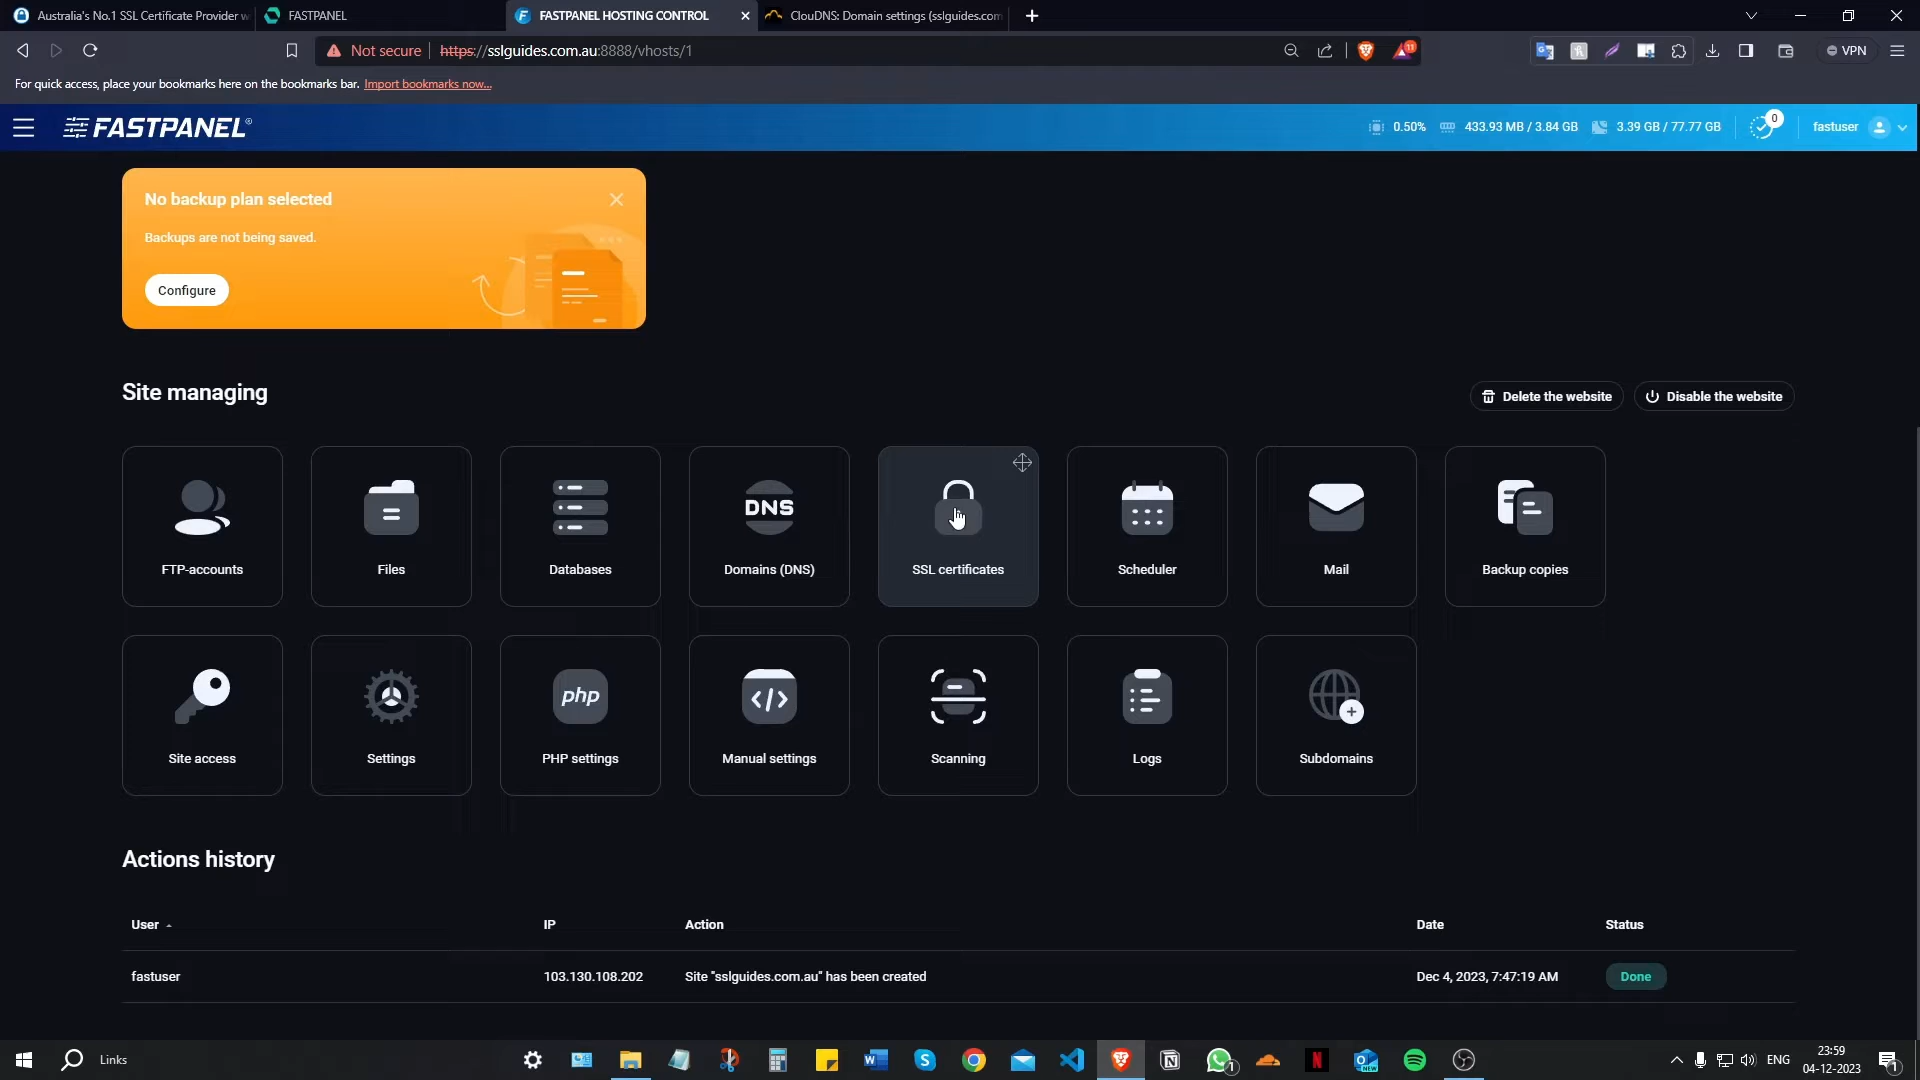 Australia's No.1 SSL Certificate Provider w
FASTPANEL
FASTPANEL HOSTING CONTROL
ClouDNS: Domain settings (sslguides.com
Not secure
https://sslguides.com.au:8888/vhosts/1
11
VPN
For quick access, place your bookmarks here on the bookmarks bar. Import bookmarks now...
FASTPANEL
0.50%
433.93 MB / 3.84 GB
3.39 GB / 77.77 GB
0
fastuser
No backup plan selected
Backups are not being saved.
Configure
Site managing
Delete the website
Disable the website
DNS
FTP-accounts
Files
Databases
Domains (DNS)
SSL certificates
Scheduler
Mail
Backup copies
php
Site access
Settings
PHP settings
Manual settings
Scanning
Logs
Subdomains
Actions history
User
IP
Action
Date
Status
fastuser
103.130.108.202
Site "sslguides.com.au" has been created
Dec 4, 2023, 7:47:19 AM
Done
Links
ENG
23:59
04-12-2023
1